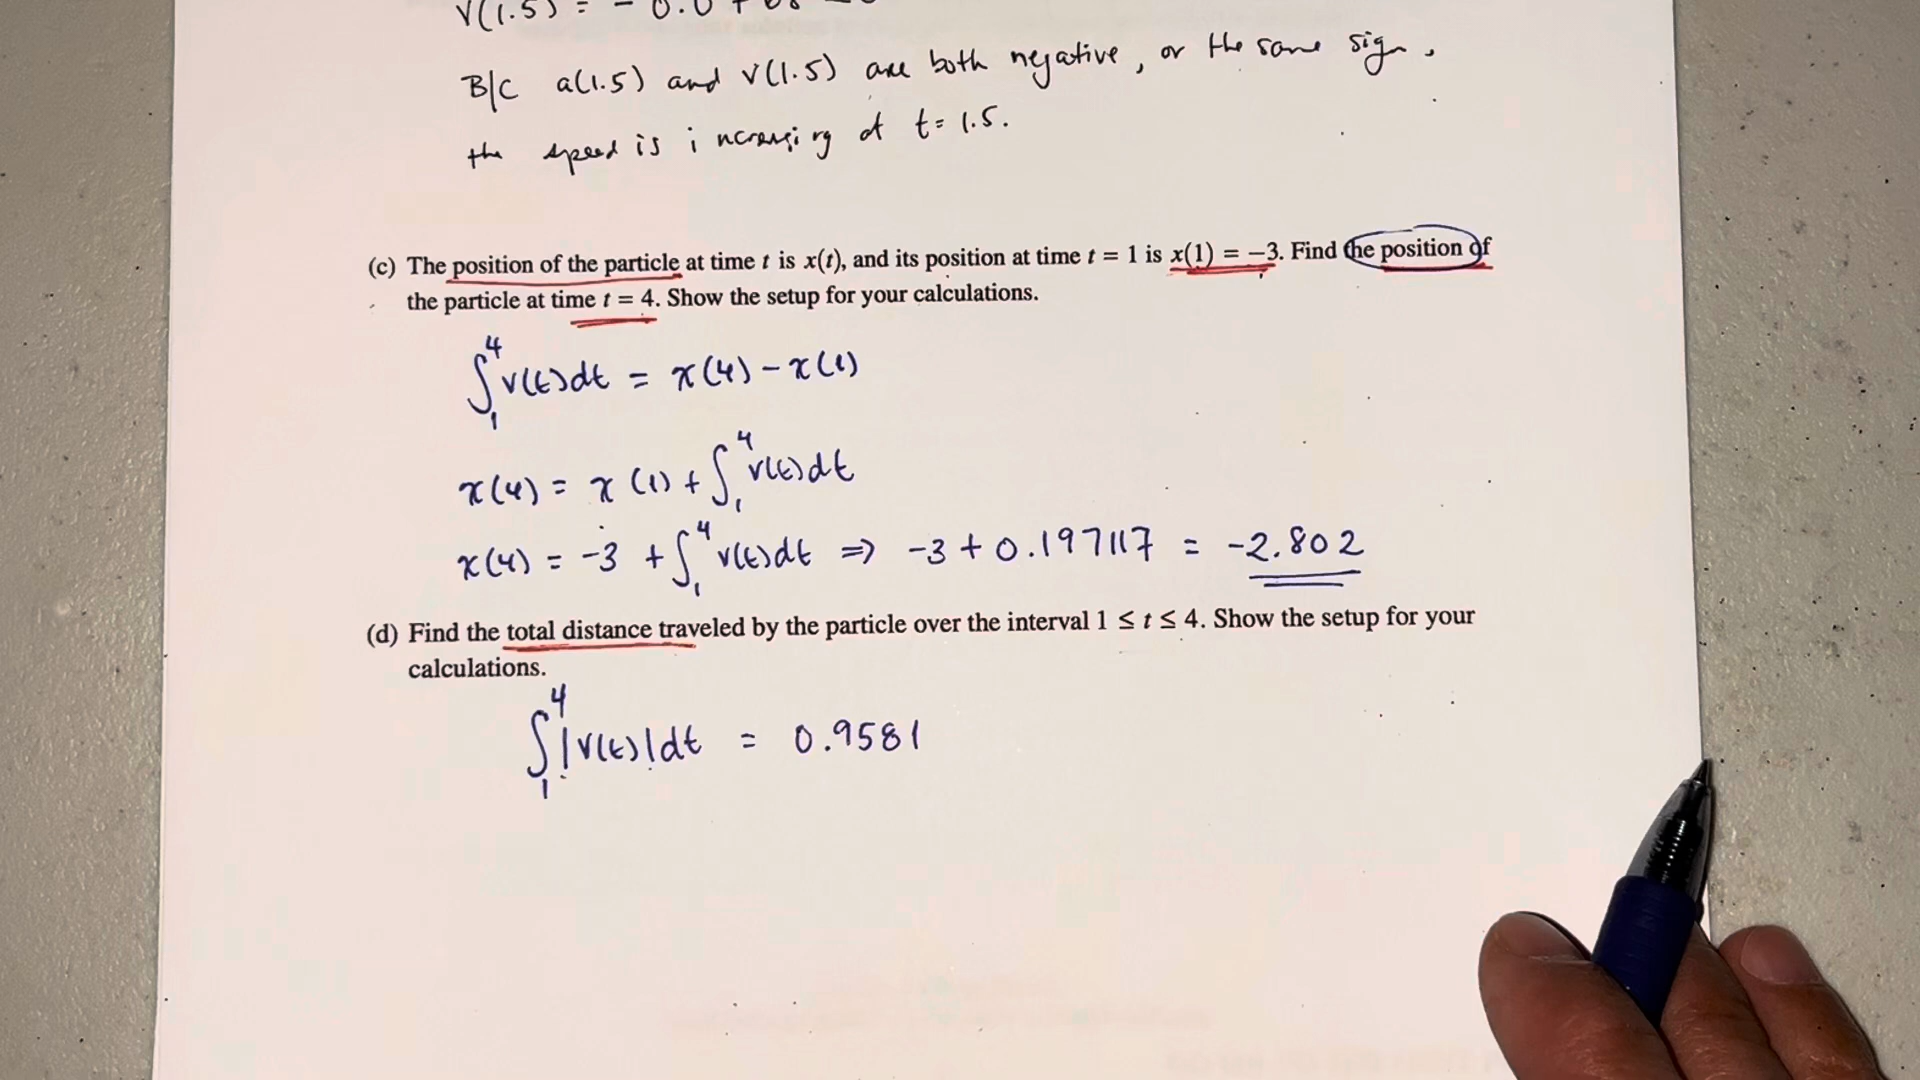 v(1.5) = -0.0
B/C a(1.5) and v(1.5) are both negative, or the same sign,
the speed is increasing at t = 1.5.
(c) The position of the particle at time t is x(t), and its position at time t = 1 is x(1) = −3. Find the position of
the particle at time t = 4. Show the setup for your calculations.
∫₁⁴ v(t)dt = x(4) - x(1)
x(4) = x(1) + ∫₁⁴ v(t)dt
x(4) = -3 + ∫₁⁴ v(t)dt ⇒ -3 + 0.197117 = -2.802
(d) Find the total distance traveled by the particle over the interval 1 ≤ t ≤ 4. Show the setup for your
calculations.
∫₁⁴ |v(t)|dt = 0.9581